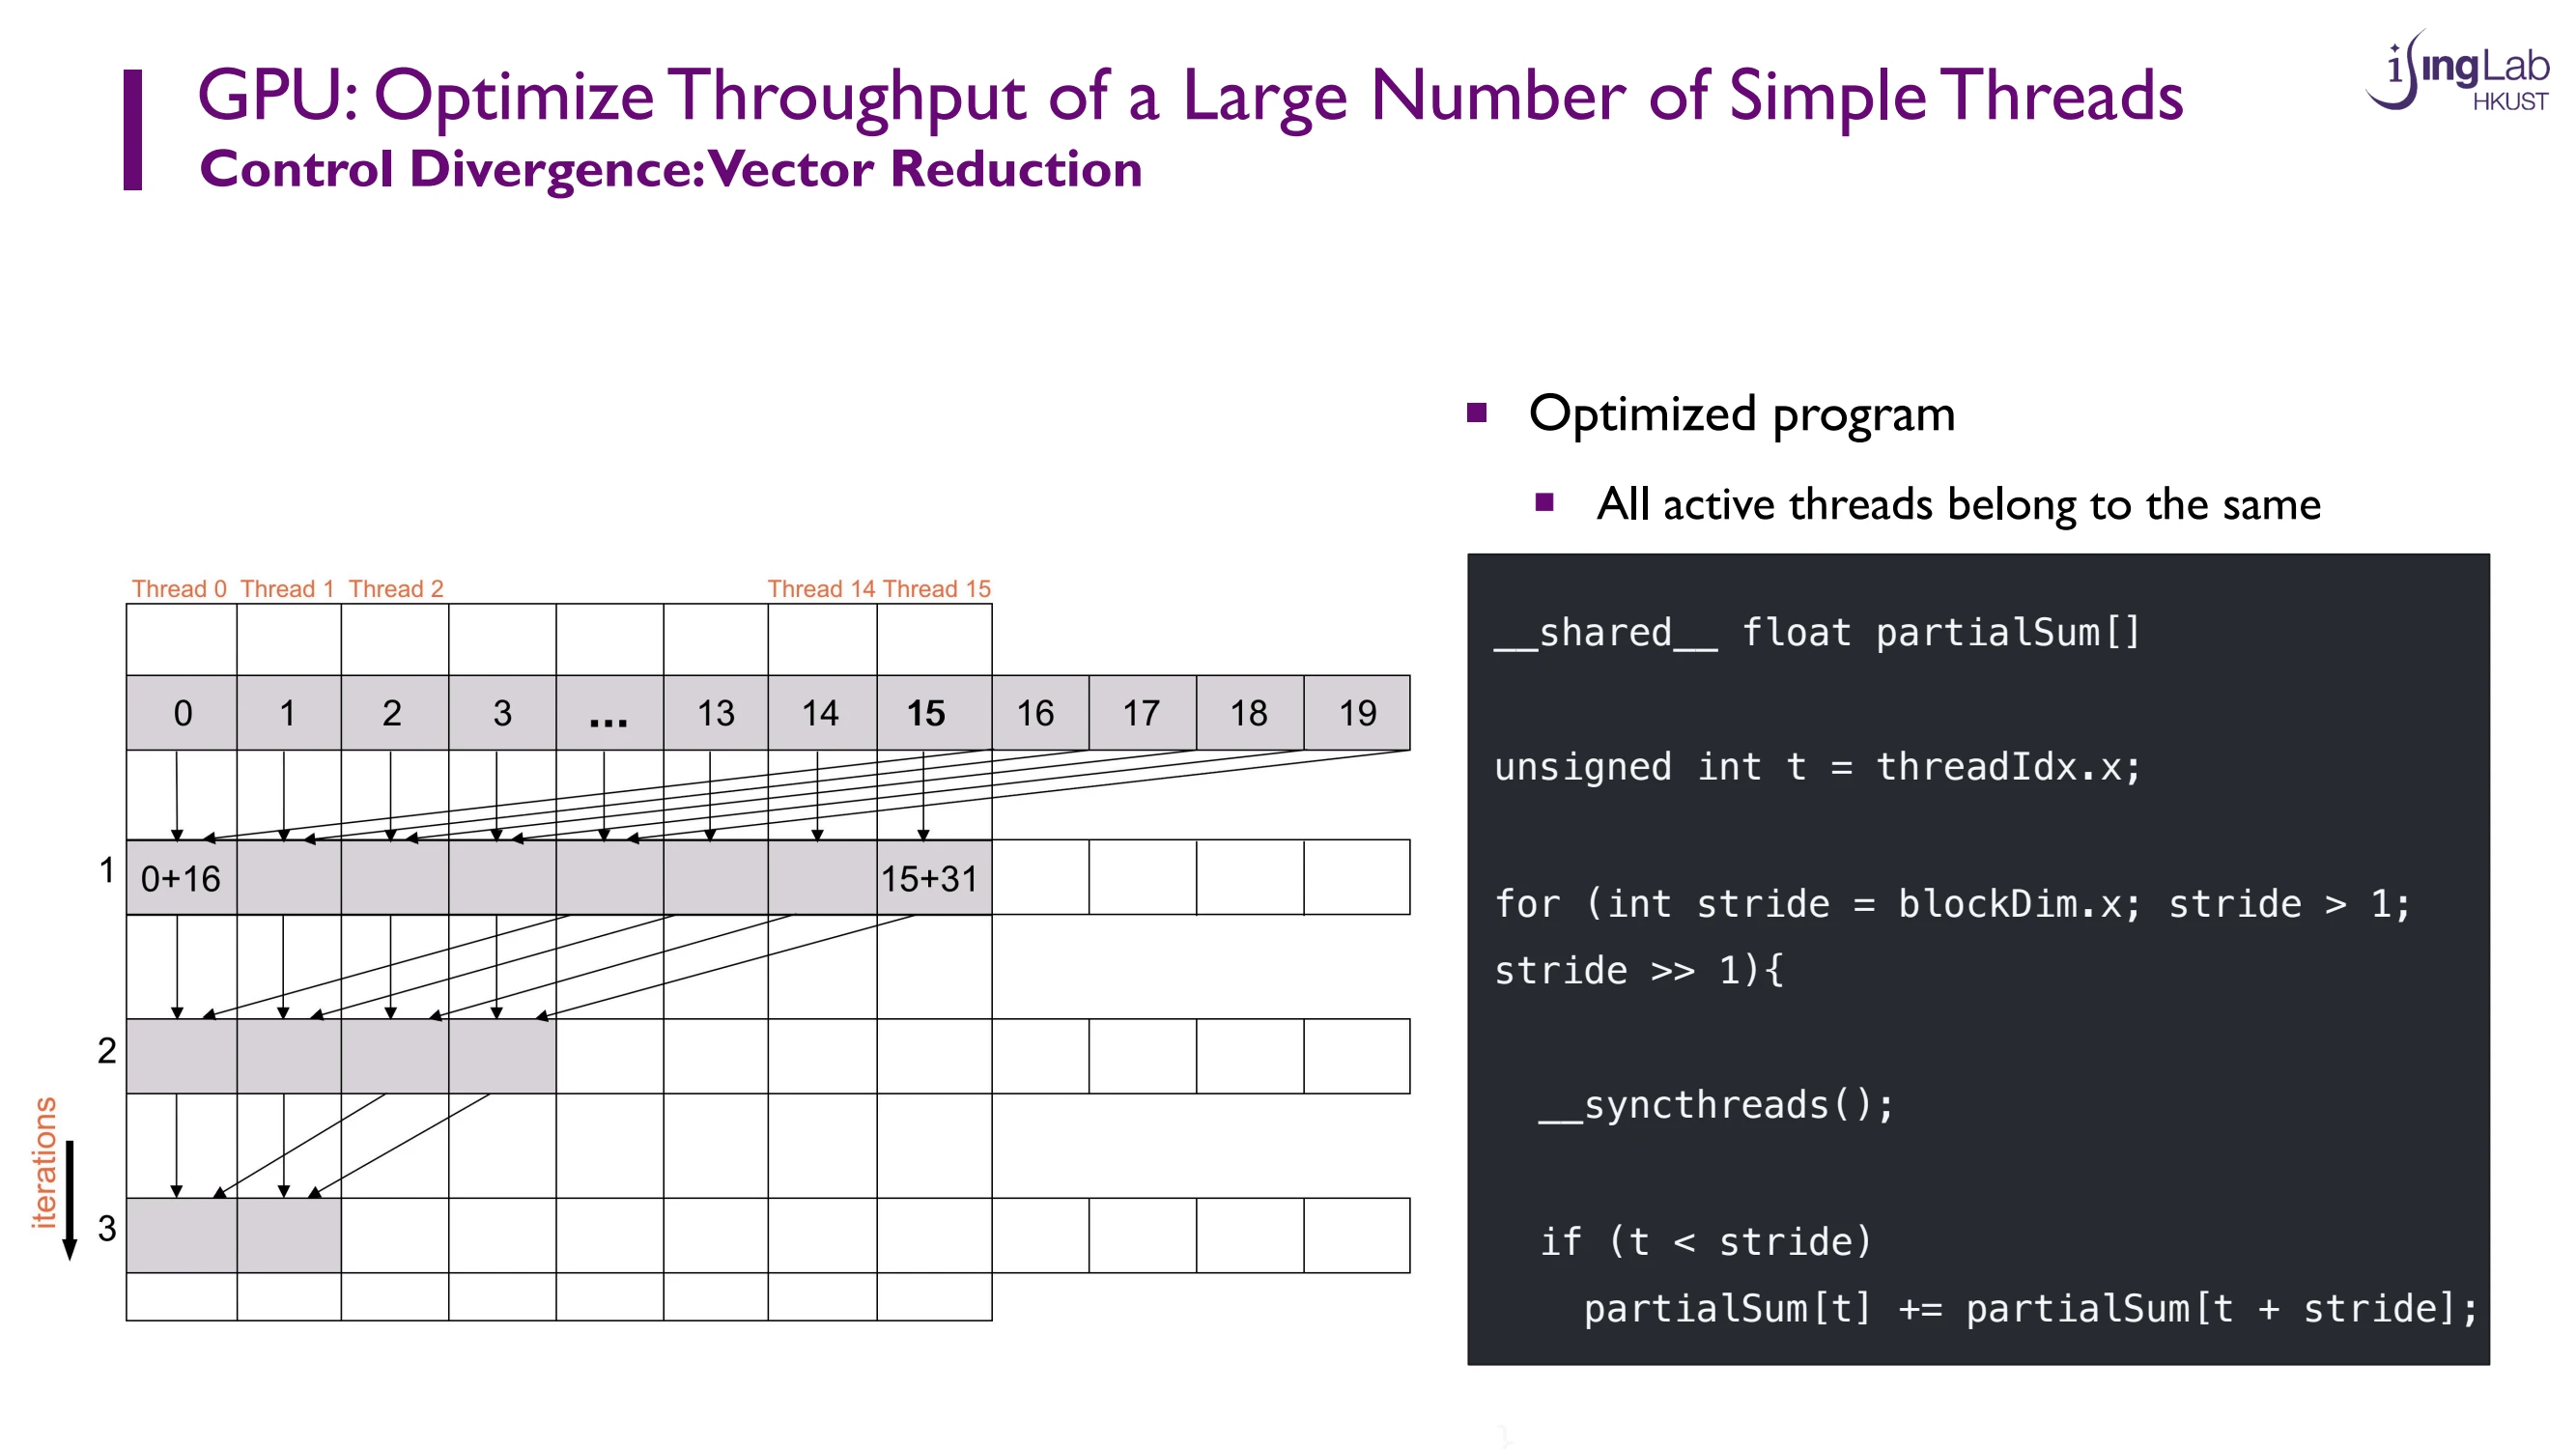 GPU: Optimize Throughput of a Large Number of Simple Threads
Control Divergence: Vector Reduction
isingLab
HKUST
Optimized program
All active threads belong to the same
Thread 0 Thread 1 Thread 2 Thread 14 Thread 15
0 1 2 3 ... 13 14 15 16 17 18 19
1 0+16 15+31
2
3
iterations
__shared__ float partialSum[]
unsigned int t = threadIdx.x;
for (int stride = blockDim.x; stride > 1;
stride >> 1){
__syncthreads();
if (t < stride)
partialSum[t] += partialSum[t + stride];
}